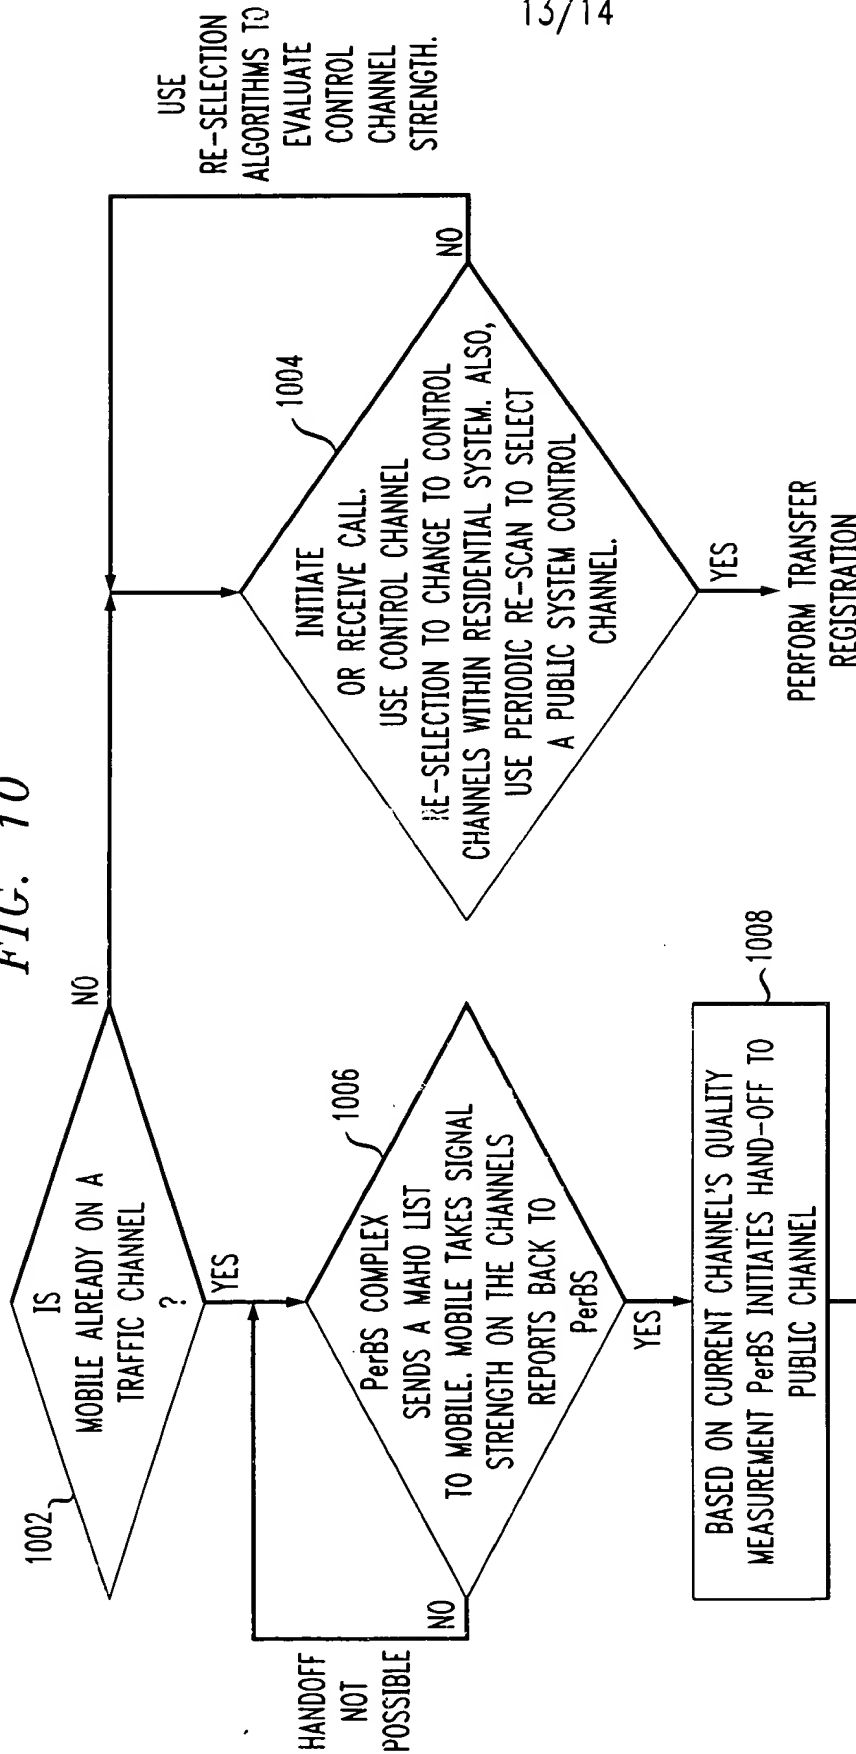 13/14
FIG. 10
1002
IS
MOBILE ALREADY ON A
TRAFFIC CHANNEL
?
NO
YES
HANDOFF
NOT
POSSIBLE
NO
1006
PerBS COMPLEX
SENDS A MAHO LIST
TO MOBILE. MOBILE TAKES SIGNAL
STRENGTH ON THE CHANNELS
REPORTS BACK TO
PerBS
YES
1008
BASED ON CURRENT CHANNEL'S QUALITY
MEASUREMENT PerBS INITIATES HAND-OFF TO
PUBLIC CHANNEL
1004
INITIATE
OR RECEIVE CALL.
USE CONTROL CHANNEL
RE-SELECTION TO CHANGE TO CONTROL
CHANNELS WITHIN RESIDENTIAL SYSTEM. ALSO,
USE PERIODIC RE-SCAN TO SELECT
A PUBLIC SYSTEM CONTROL
CHANNEL.
NO
USE
RE-SELECTION
ALGORITHMS TO
EVALUATE
CONTROL
CHANNEL
STRENGTH.
YES
PERFORM TRANSFER
REGISTRATION